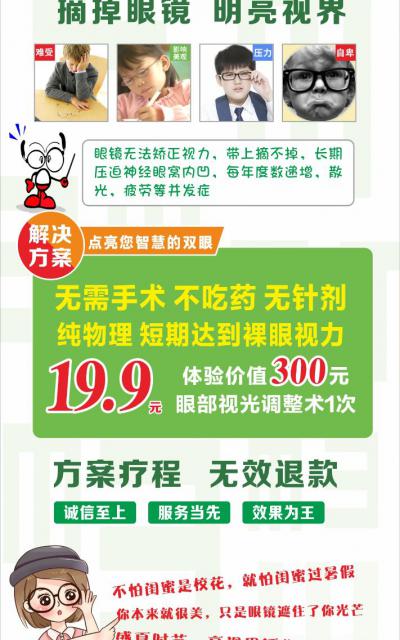 摘掉眼镜 明亮视界
难受
影响
美观
压力
自卑
眼镜无法矫正视力，带上摘不掉，长期
压迫神经眼窝内凹，每年度数递增，散
光，疲劳等并发症
解决
方案
点亮您智慧的双眼
无需手术 不吃药 无针剂
纯物理 短期达到裸眼视力
19.9元
体验价值300元
眼部视光调整术1次
方案疗程 无效退款
诚信至上 服务当先 效果为王
不怕闺蜜是校花，就怕闺蜜过暑假
你本来就很美，只是眼镜遮住了你光芒